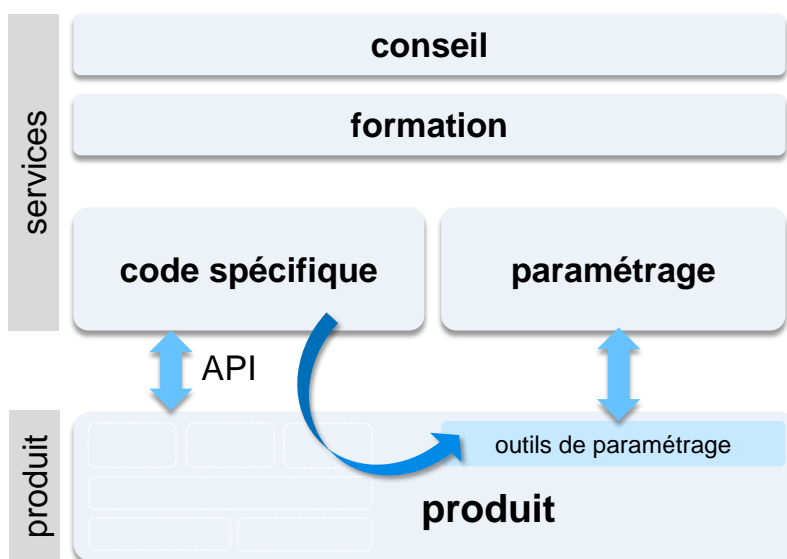 services
conseil
formation
code spécifique
paramétrage
API
produit
outils de paramétrage
produit